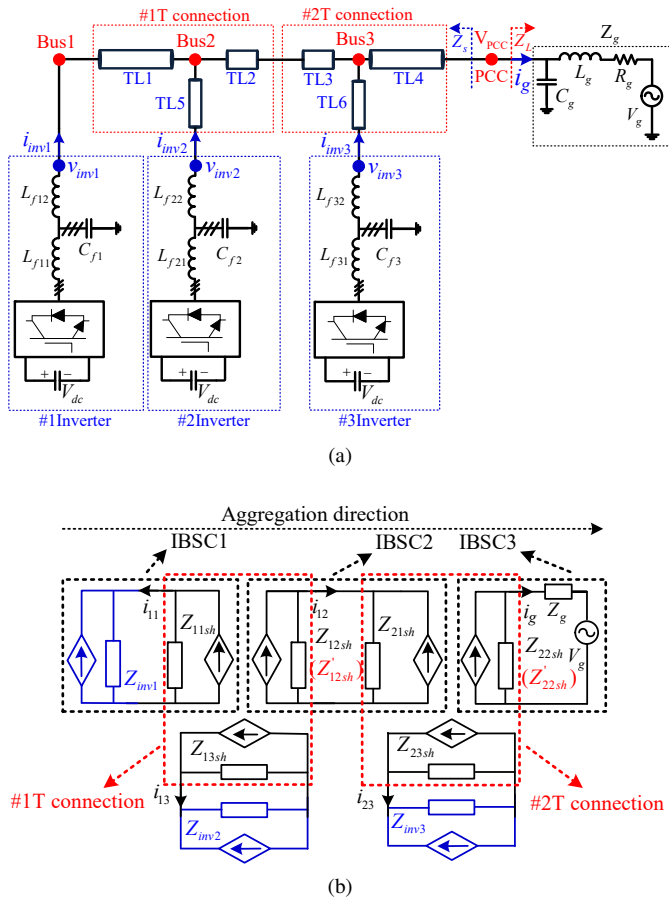 #1T connection
#2T connection
Bus1
Bus2
Bus3
Z_s
V_PCC
Z_L
Z_g
TL1
TL2
TL3
TL4
PCC
i_g
L_g
R_g
C_g
V_g
TL5
TL6
i_inv1
i_inv2
i_inv3
v_inv1
v_inv2
v_inv3
L_f12
L_f22
L_f32
C_f1
C_f2
C_f3
L_f11
L_f21
L_f31
+ −
+ −
+ −
V_dc
V_dc
V_dc
#1Inverter
#2Inverter
#3Inverter
(a)
Aggregation direction
IBSC1
IBSC2
IBSC3
i_11
Z_11sh
i_12
Z_12sh
(Z'_12sh)
Z_21sh
i_g
Z_g
Z_22sh
(Z'_22sh)
V_g
Z_inv1
Z_13sh
Z_23sh
#1T connection
i_13
i_23
#2T connection
Z_inv2
Z_inv3
(b)